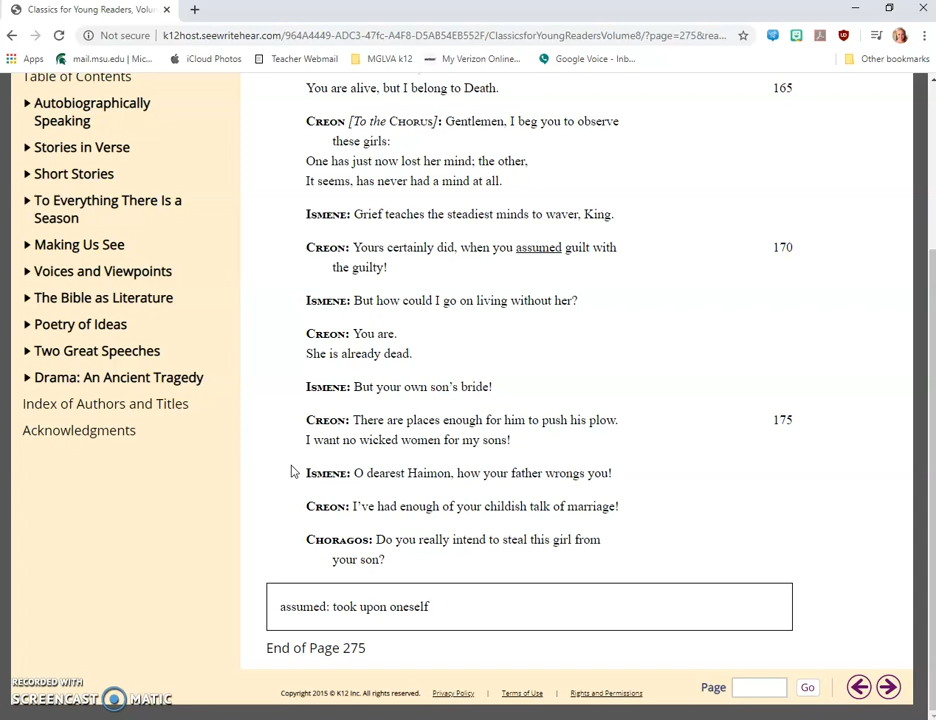 Classics for Young Readers, Volum
Not secure | k12host.seewritehear.com/964A4449-ADC3-47fc-A4F8-D5AB54EB552F/ClassicsforYoungReadersVolume8/?page=275&rea...
Apps mail.msu.edu | Mic... iCloud Photos Teacher Webmail MGLVA k12 My Verizon Online... Google Voice - Inb... Other bookmarks
Table of Contents
Autobiographically
Speaking
Stories in Verse
Short Stories
To Everything There Is a
Season
Making Us See
Voices and Viewpoints
The Bible as Literature
Poetry of Ideas
Two Great Speeches
Drama: An Ancient Tragedy
Index of Authors and Titles
Acknowledgments
You are alive, but I belong to Death. 165
CREON [To the CHORUS]: Gentlemen, I beg you to observe
these girls:
One has just now lost her mind; the other,
It seems, has never had a mind at all.
ISMENE: Grief teaches the steadiest minds to waver, King.
CREON: Yours certainly did, when you assumed guilt with 170
the guilty!
ISMENE: But how could I go on living without her?
CREON: You are.
She is already dead.
ISMENE: But your own son's bride!
CREON: There are places enough for him to push his plow. 175
I want no wicked women for my sons!
ISMENE: O dearest Haimon, how your father wrongs you!
CREON: I've had enough of your childish talk of marriage!
CHORAGOS: Do you really intend to steal this girl from
your son?
assumed: took upon oneself
End of Page 275
Copyright 2015 © K12 Inc. All rights reserved. Privacy Policy | Terms of Use | Rights and Permissions
Page Go
RECORDED WITH
SCREENCAST MATIC